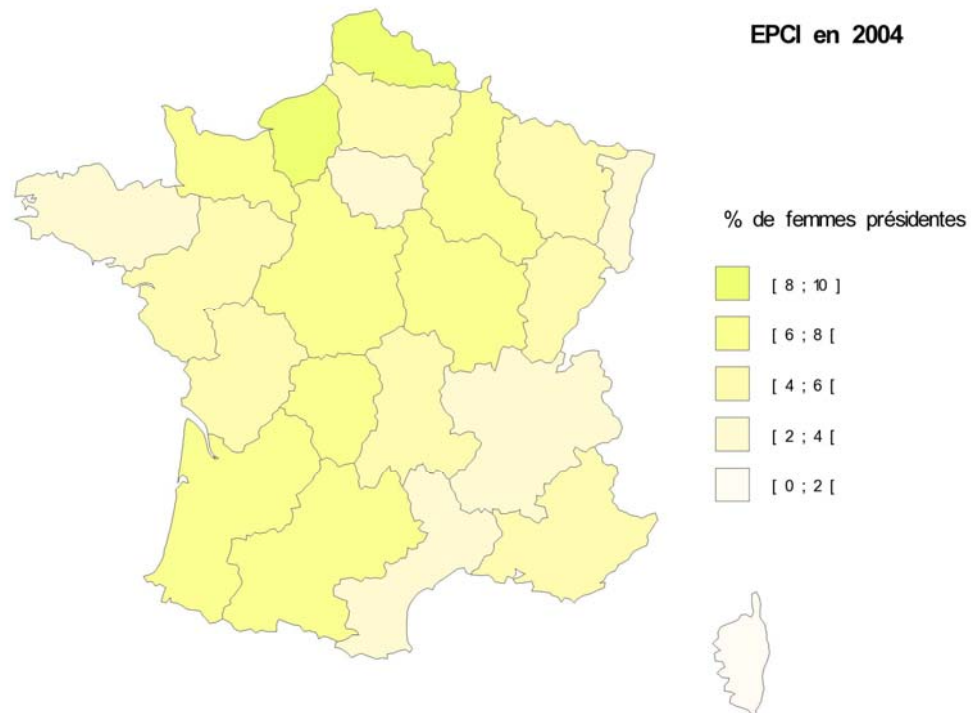 EPCI en 2004
% de femmes présidentes
[ 8 ; 10 ]
[ 6 ; 8 [
[ 4 ; 6 [
[ 2 ; 4 [
[ 0 ; 2 [